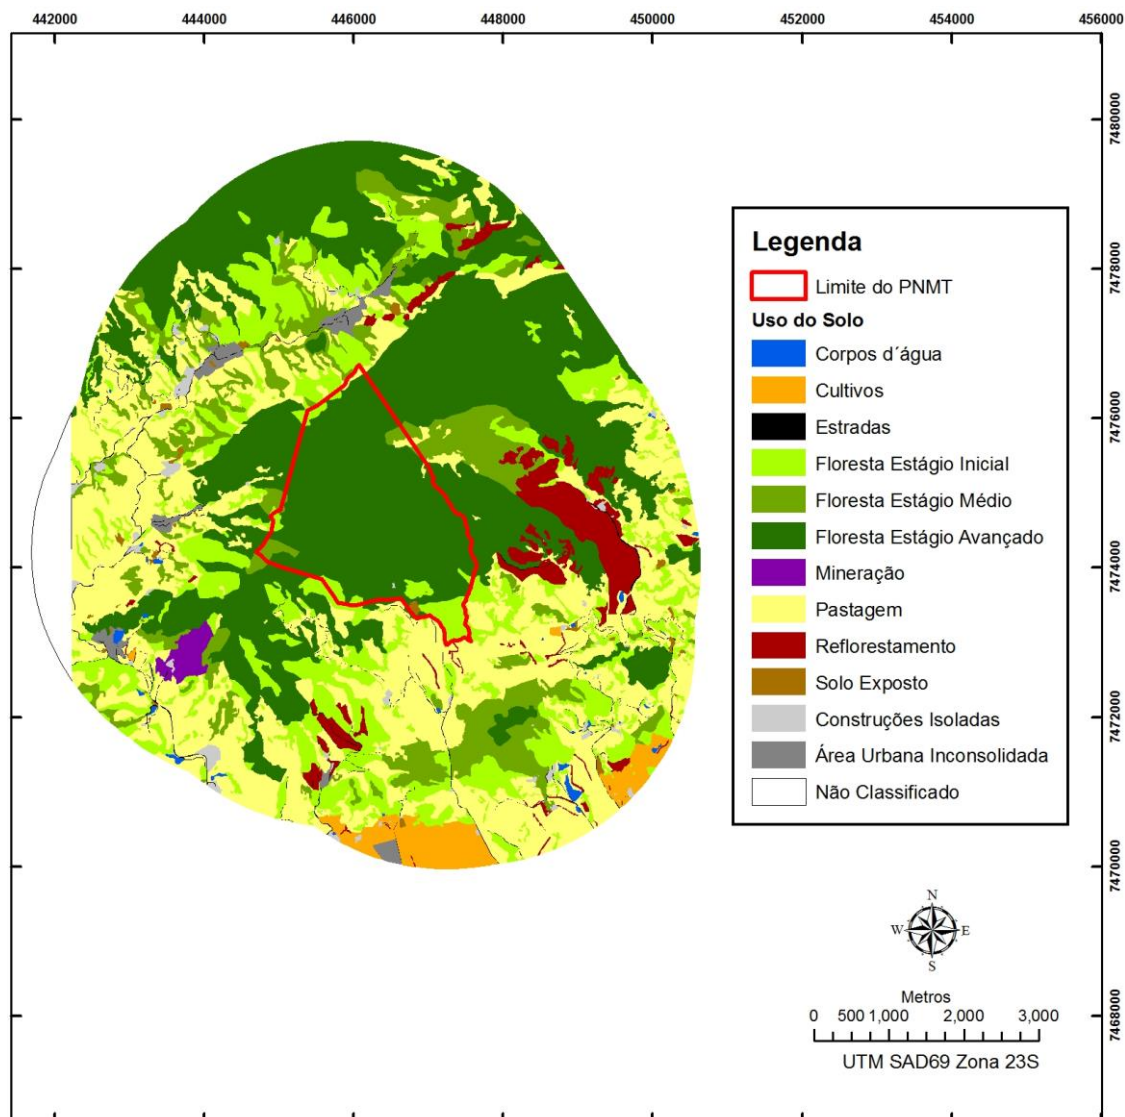 442000 444000 446000 448000 450000 452000 454000 456000
7480000
7478000
7476000
7474000
7472000
7470000
7468000
Legenda
Limite do PNMT
Uso do Solo
Corpos d´água
Cultivos
Estradas
Floresta Estágio Inicial
Floresta Estágio Médio
Floresta Estágio Avançado
Mineração
Pastagem
Reflorestamento
Solo Exposto
Construções Isoladas
Área Urbana Inconsolidada
Não Classificado
N
W E
S
Metros
0 500 1,000 2,000 3,000
UTM SAD69 Zona 23S